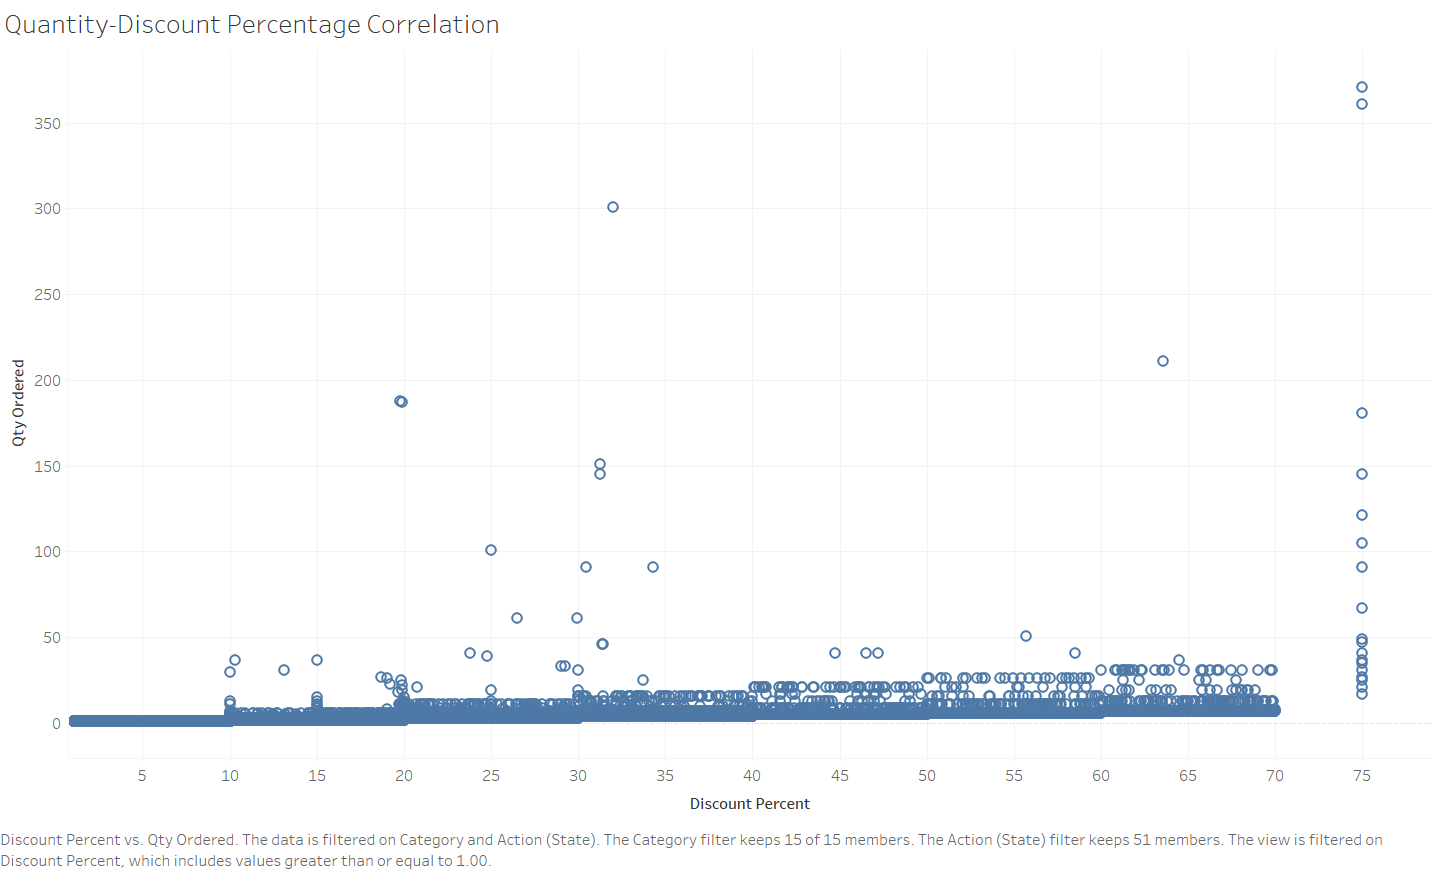 Quantity-Discount Percentage Correlation
350
300
250
200
150
100
50
0
Qty Ordered
5 10 15 20 25 30 35 40 45 50 55 60 65 70 75
Discount Percent
Discount Percent vs. Qty Ordered. The data is filtered on Category and Action (State). The Category filter keeps 15 of 15 members. The Action (State) filter keeps 51 members. The view is filtered on
Discount Percent, which includes values greater than or equal to 1.00.